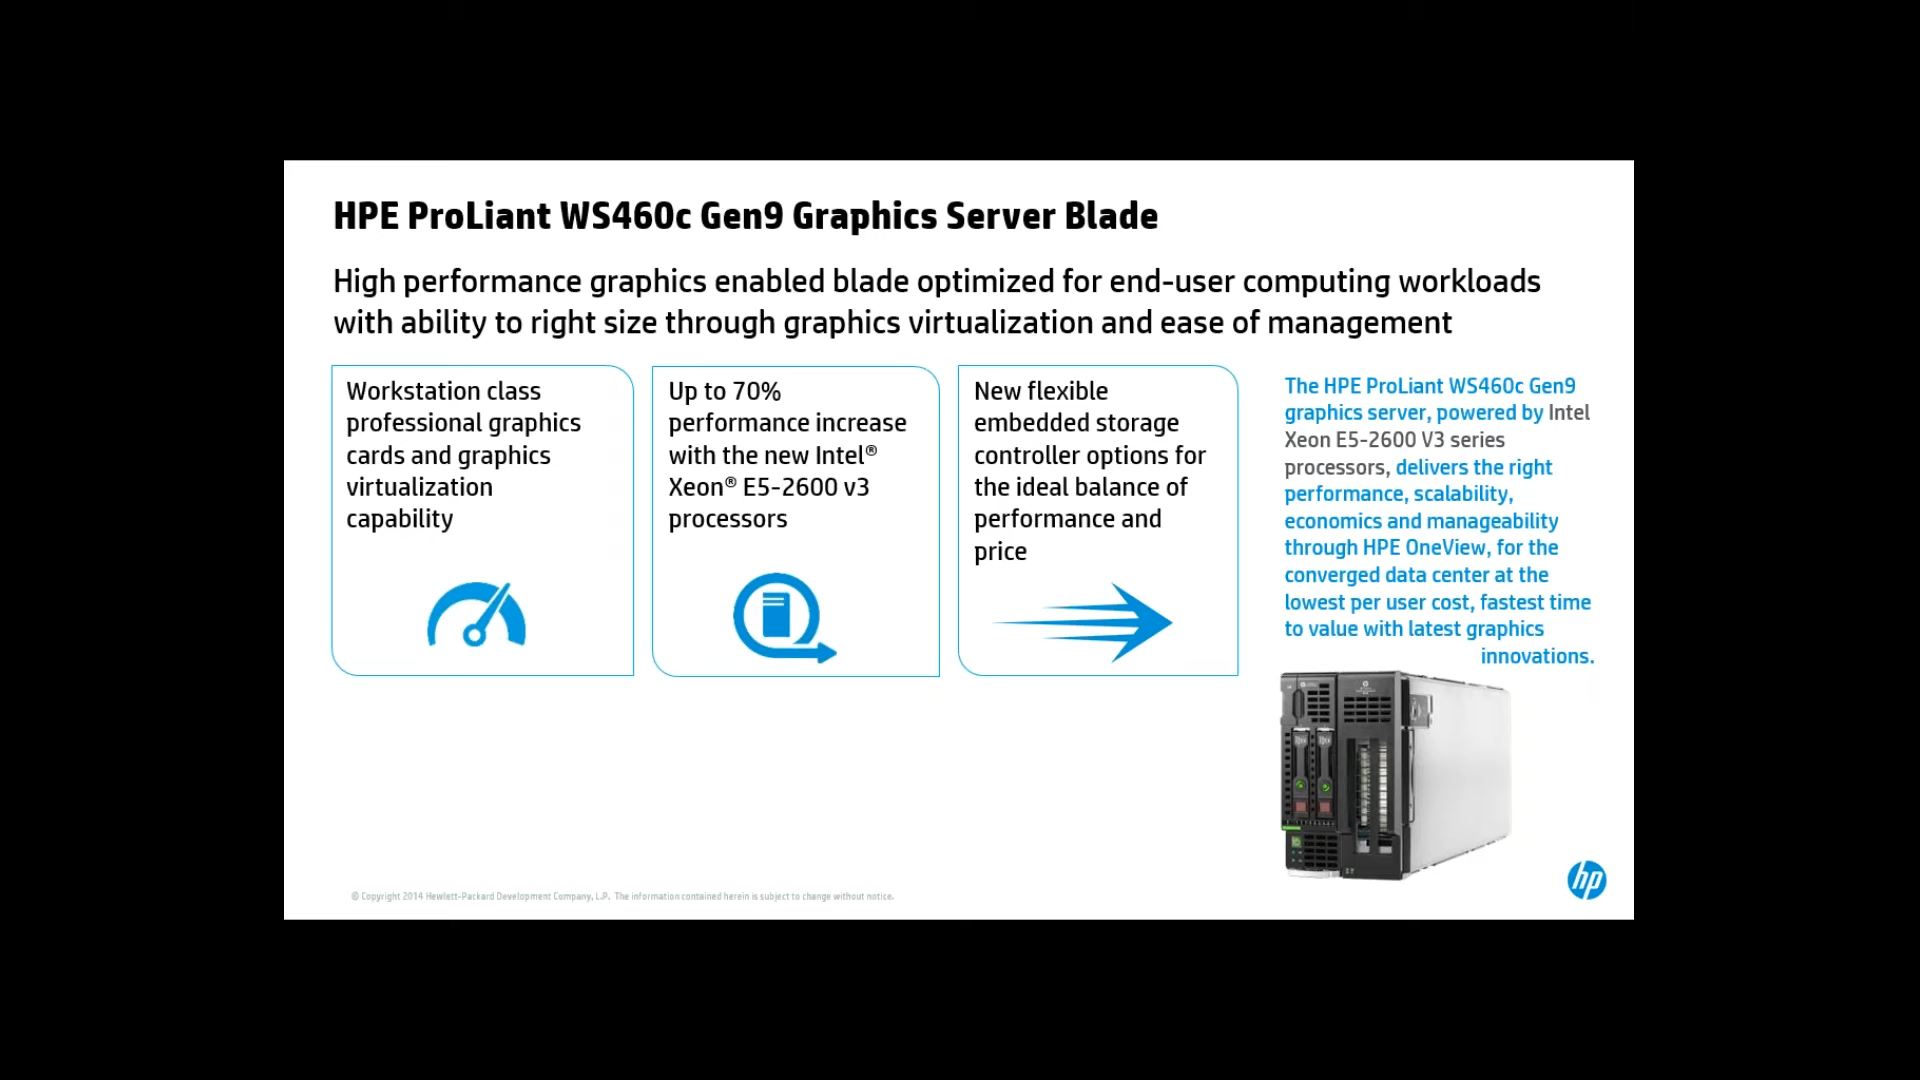 HPE ProLiant WS460c Gen9 Graphics Server Blade
High performance graphics enabled blade optimized for end-user computing workloads
with ability to right size through graphics virtualization and ease of management
Workstation class
professional graphics
cards and graphics
virtualization
capability
Up to 70%
performance increase
with the new Intel®
Xeon® E5-2600 v3
processors
New flexible
embedded storage
controller options for
the ideal balance of
performance and
price
The HPE ProLiant WS460c Gen9
graphics server, powered by Intel
Xeon E5-2600 V3 series
processors, delivers the right
performance, scalability,
economics and manageability
through HPE OneView, for the
converged data center at the
lowest per user cost, fastest time
to value with latest graphics
innovations.
© Copyright 2014 Hewlett-Packard Development Company, L.P. The information contained herein is subject to change without notice.
hp